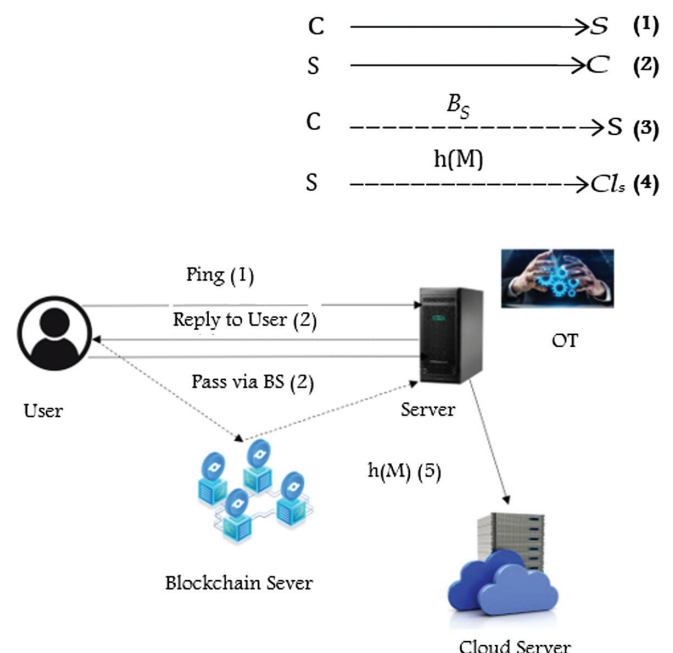 C S (1)
S C (2)
B_S
C S (3)
h(M)
S Cl_s (4)
Ping (1)
Reply to User (2)
OT
Pass via BS (2)
User
Server
h(M) (5)
Blockchain Sever
Cloud Server